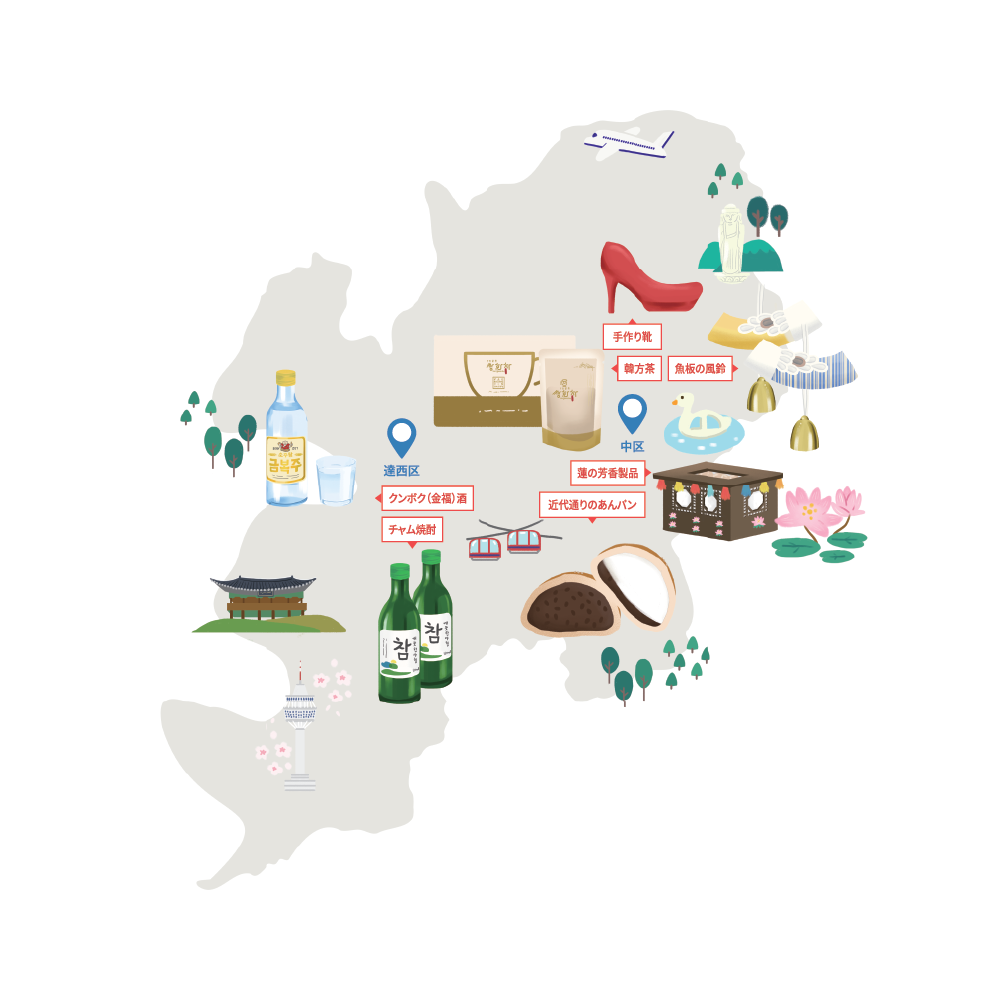 手作り靴
韓方茶
魚板の風鈴
中区
達西区
蓮の芳香製品
クンボク(金福)酒
近代通りのあんパン
チャム焼酎
금복주
참
참